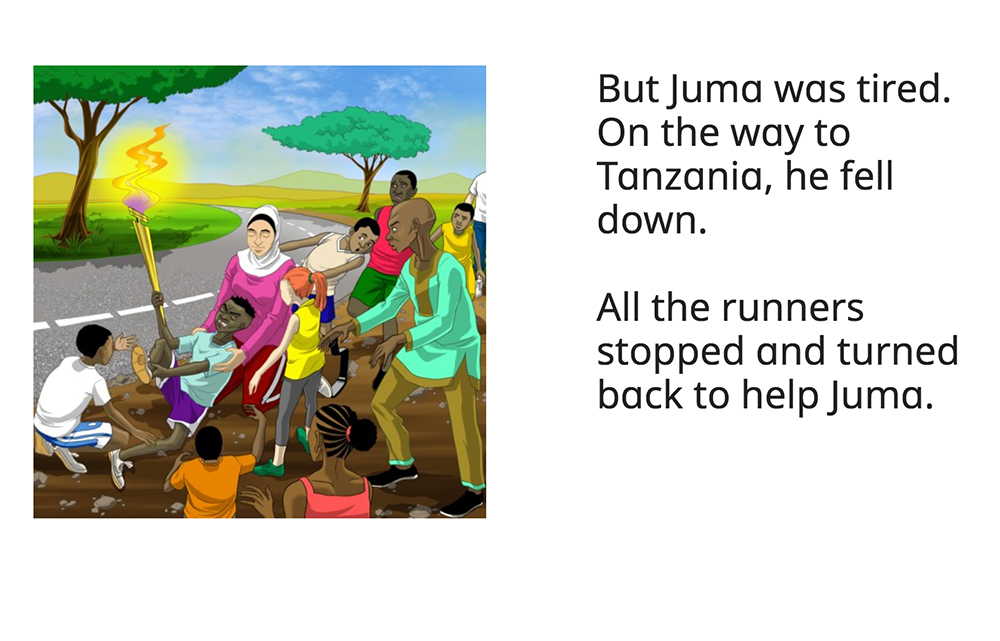 But Juma was tired.
On the way to
Tanzania, he fell
down.
All the runners
stopped and turned
back to help Juma.